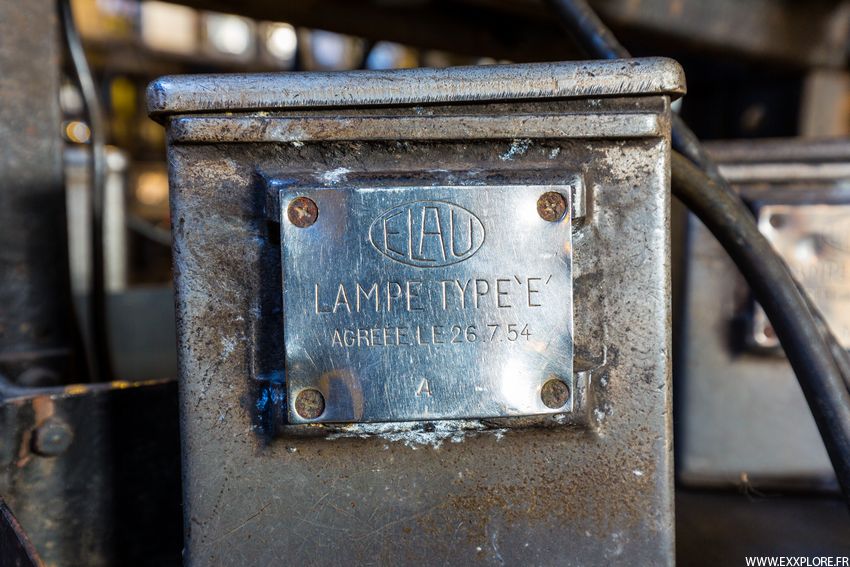 ELAU
LAMPE TYPE 'E'
AGREEE.LE 26.7.54
A
WWW.EXXPLORE.FR